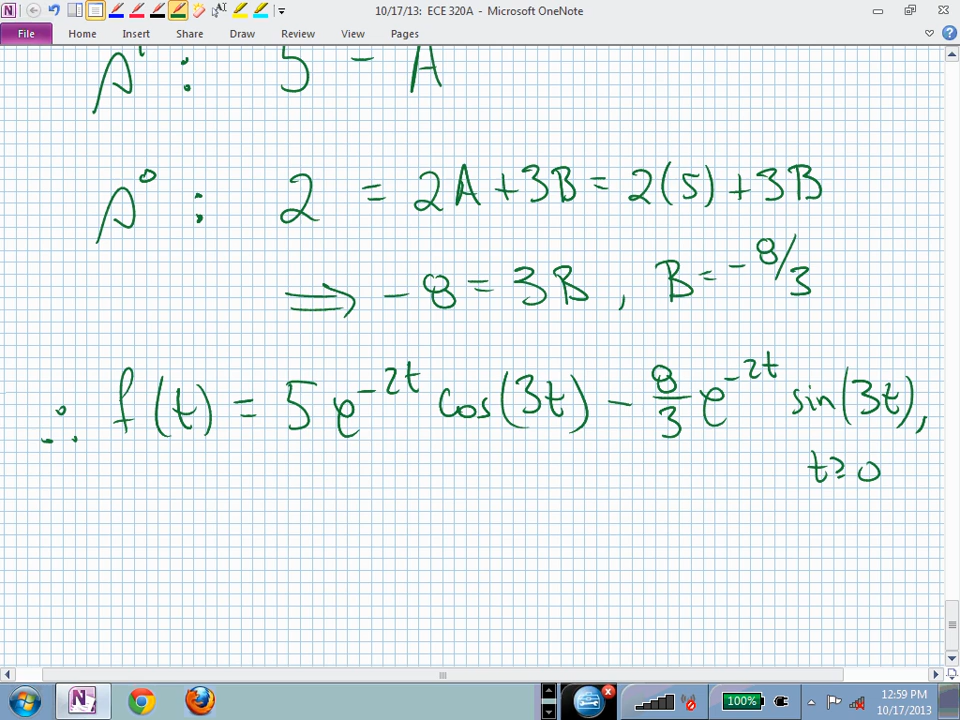 10/17/13: ECE 320A - Microsoft OneNote
File Home Insert Share Draw Review View Pages
s¹ : 5 = A
s⁰ : 2 = 2A + 3B = 2(5) + 3B
⟹ -8 = 3B , B = -8/3
∴ f(t) = 5 e^{-2t} cos(3t) - 8/3 e^{-2t} sin(3t),
t ≥ 0
100% 12:59 PM
10/17/2013